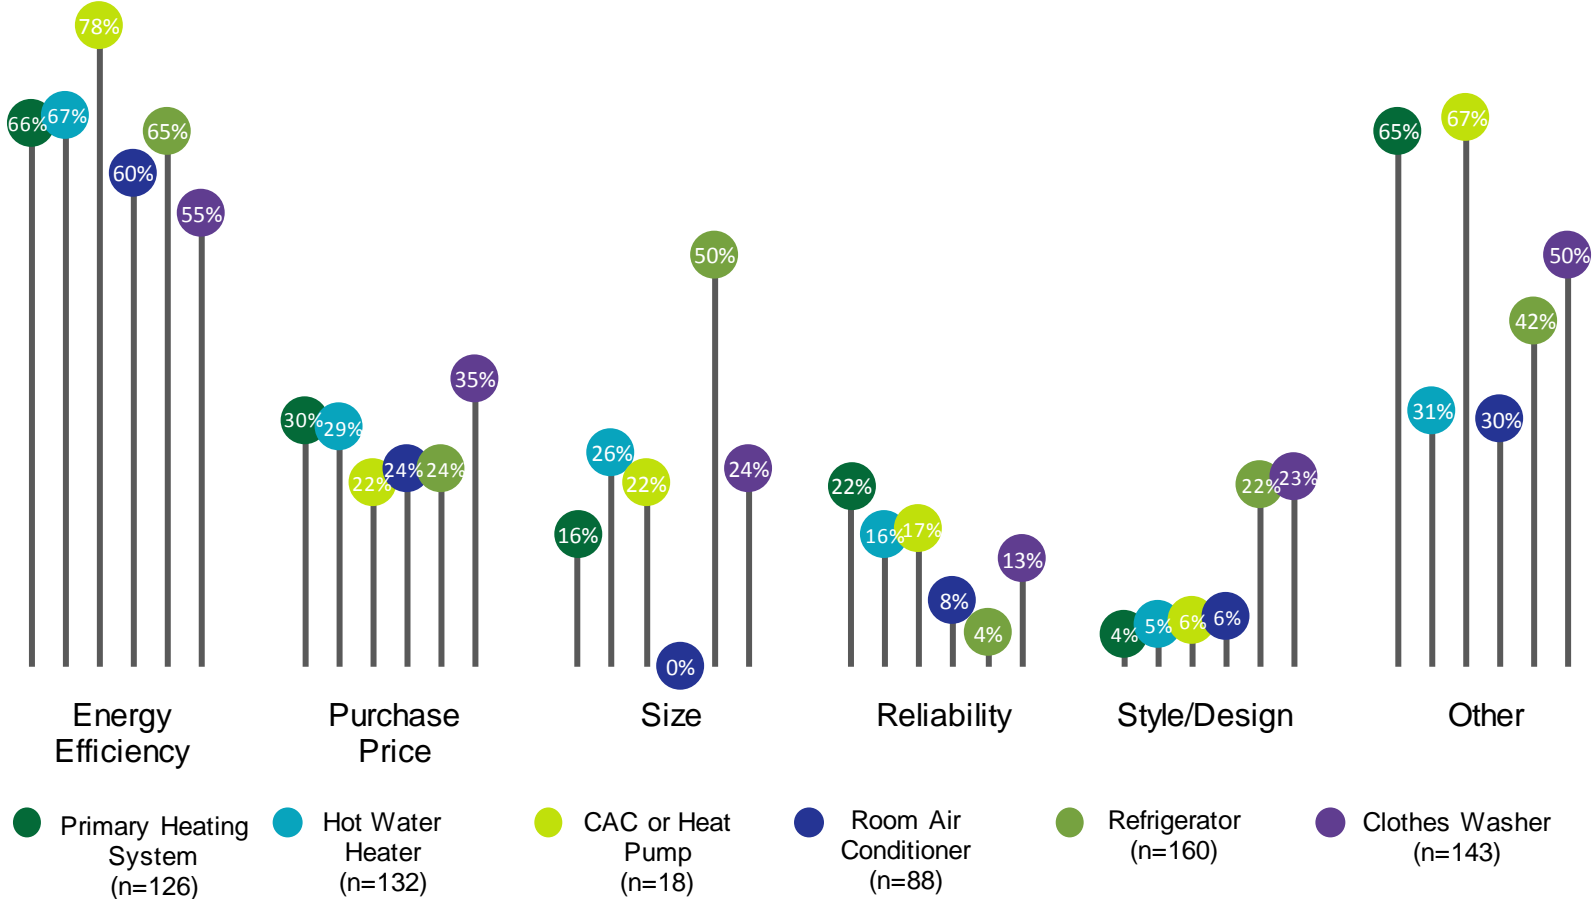 78%
66%
67%
60%
65%
55%
30%
29%
22%
24%
24%
35%
16%
26%
22%
0%
50%
24%
22%
16%
17%
8%
4%
13%
4%
5%
6%
6%
22%
23%
65%
31%
67%
30%
42%
50%
Energy
Efficiency
Purchase
Price
Size
Reliability
Style/Design
Other
Primary Heating
System
(n=126)
Hot Water
Heater
(n=132)
CAC or Heat
Pump
(n=18)
Room Air
Conditioner
(n=88)
Refrigerator
(n=160)
Clothes Washer
(n=143)